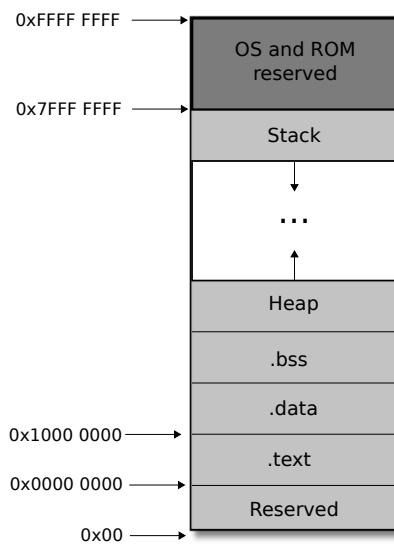 0xFFFF FFFF
OS and ROM
reserved
0x7FFF FFFF
Stack
...
Heap
.bss
.data
0x1000 0000
.text
0x0000 0000
Reserved
0x00